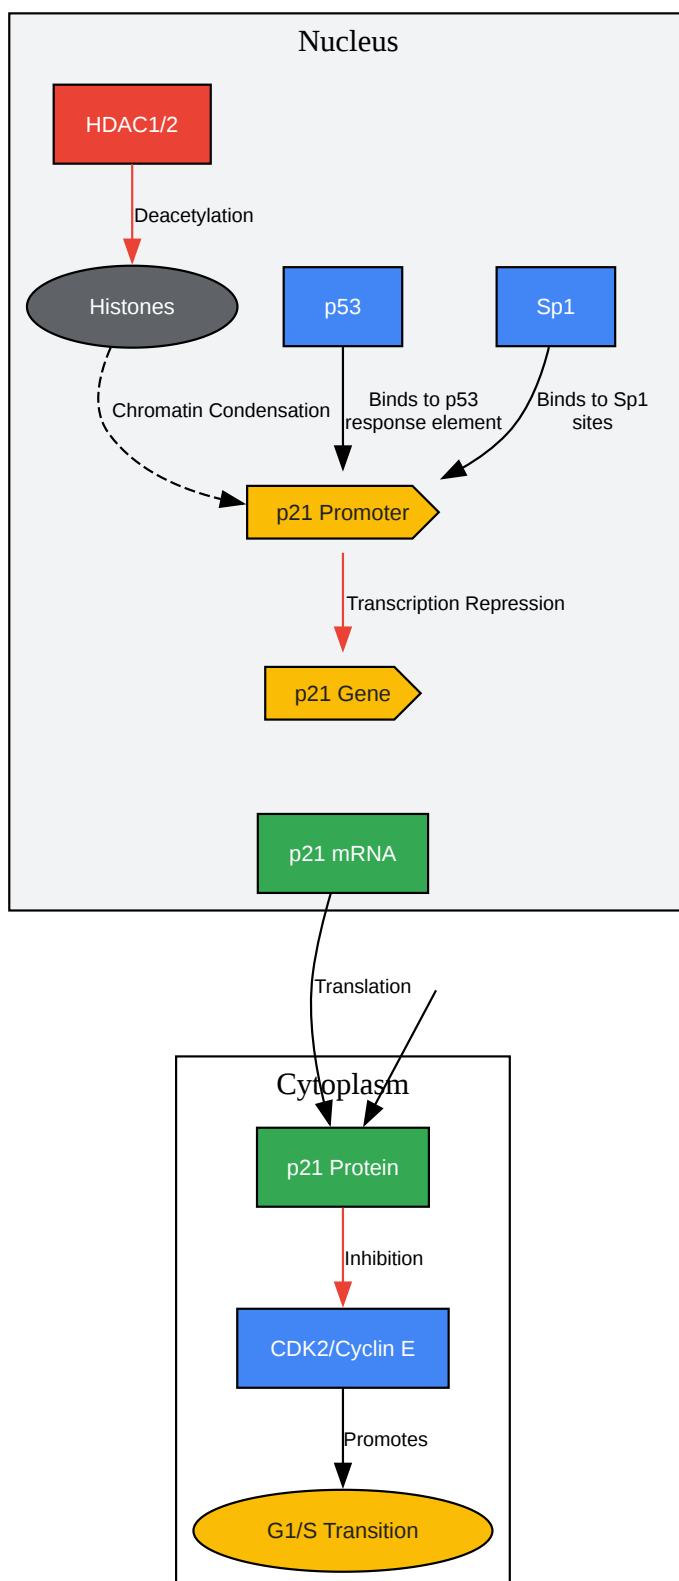 Nucleus
HDAC1/2
Deacetylation
Histones
p53
Sp1
Chromatin Condensation
Binds to p53
response element
Binds to Sp1
sites
p21 Promoter
Transcription Repression
p21 Gene
p21 mRNA
Translation
Cytoplasm
p21 Protein
Inhibition
CDK2/Cyclin E
Promotes
G1/S Transition